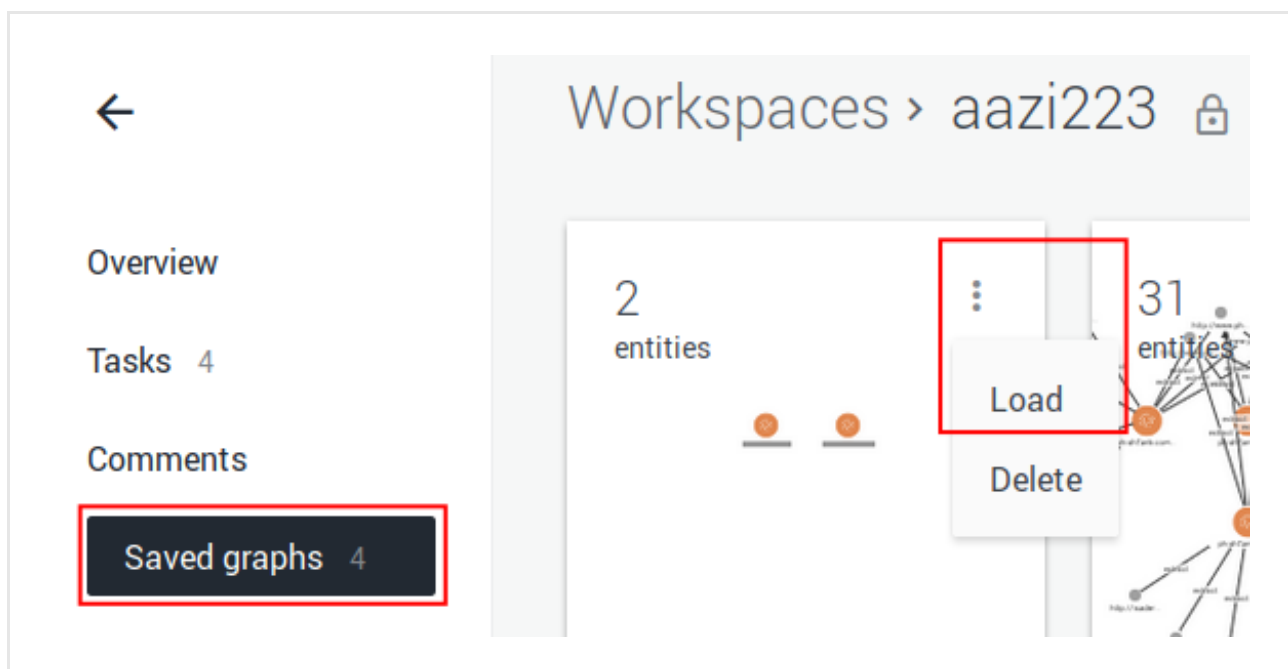 Workspaces › aazi223
Overview
Tasks 4
Comments
Saved graphs 4
2
entities
Load
Delete
31
entities